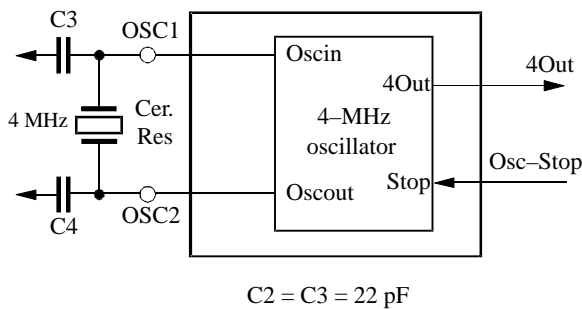 C3
OSC1
Oscin
4Out
4Out
4 MHz
Cer.
Res
4–MHz
oscillator
Osc–Stop
Stop
Oscout
C4
OSC2
C2 = C3 = 22 pF